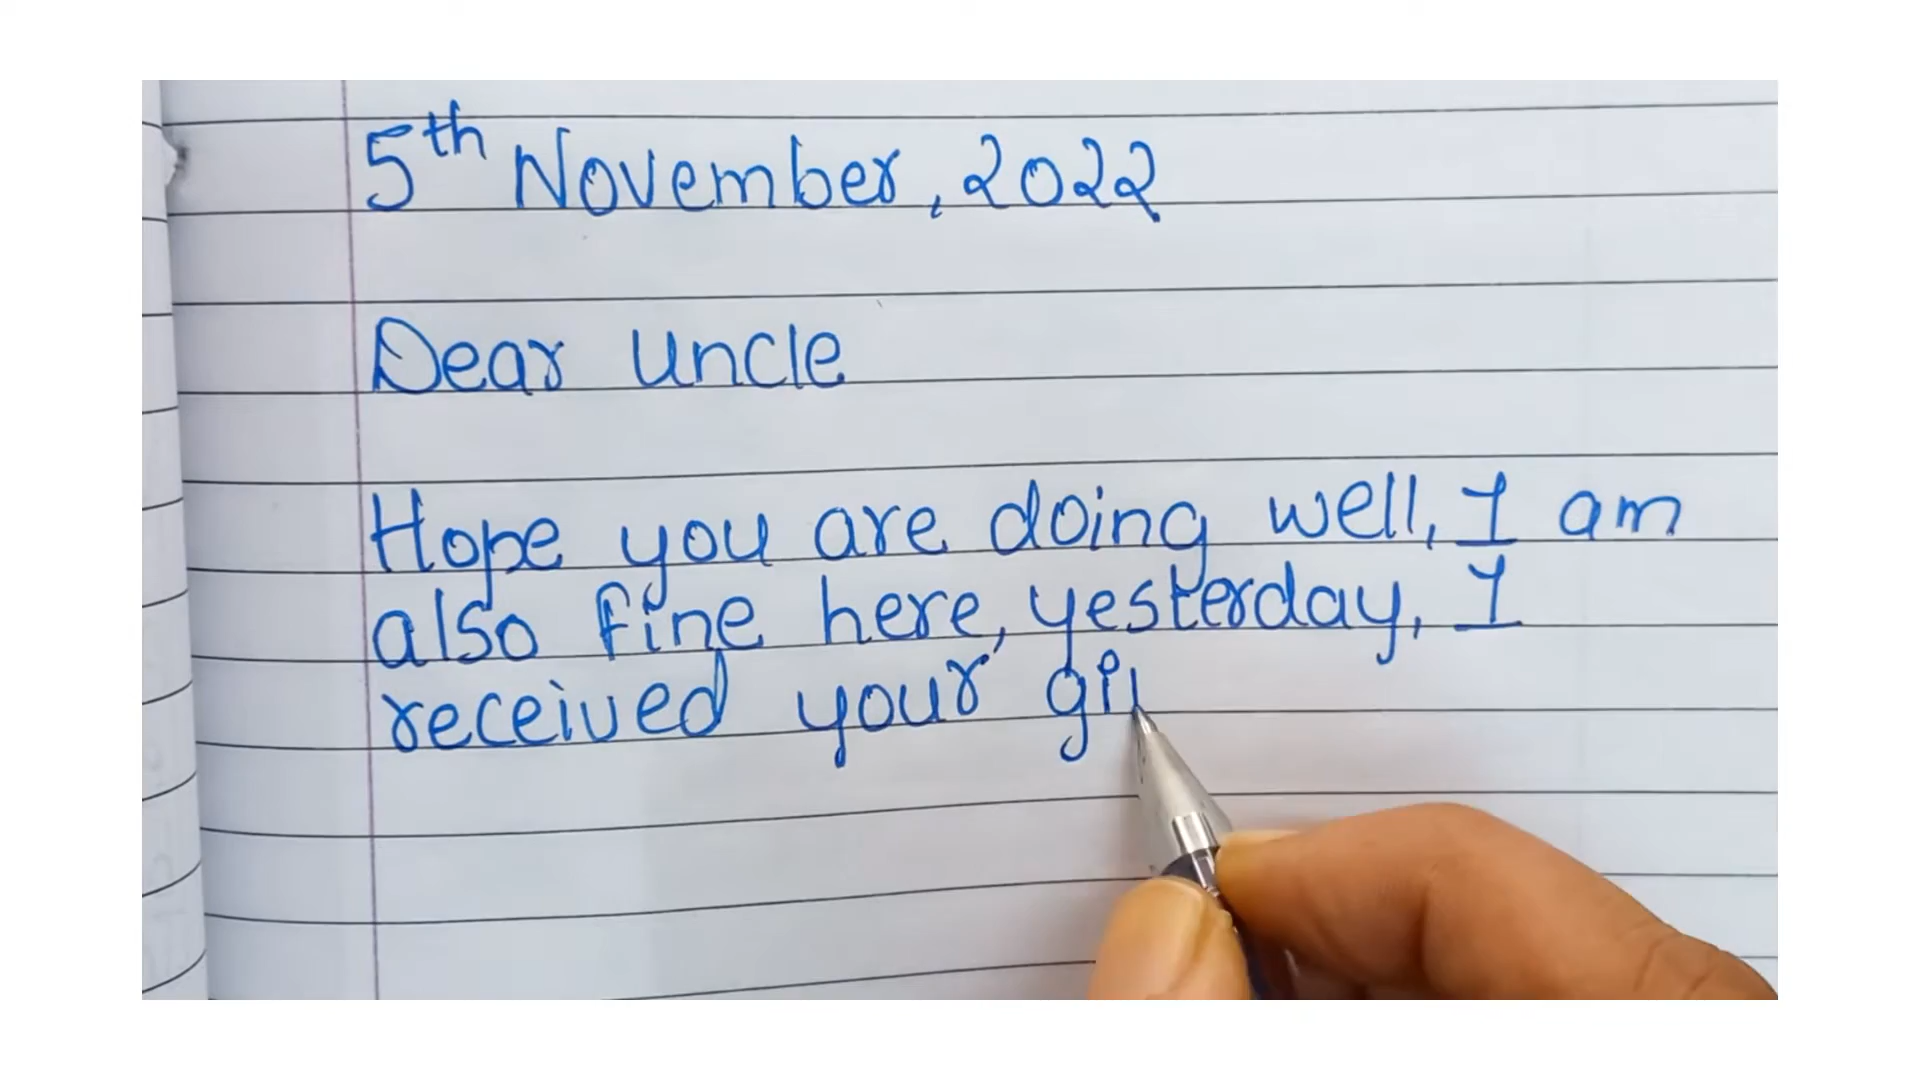 5th November, 2022
Dear uncle
Hope you are doing well, I am
also fine here, yesterday, I
received your